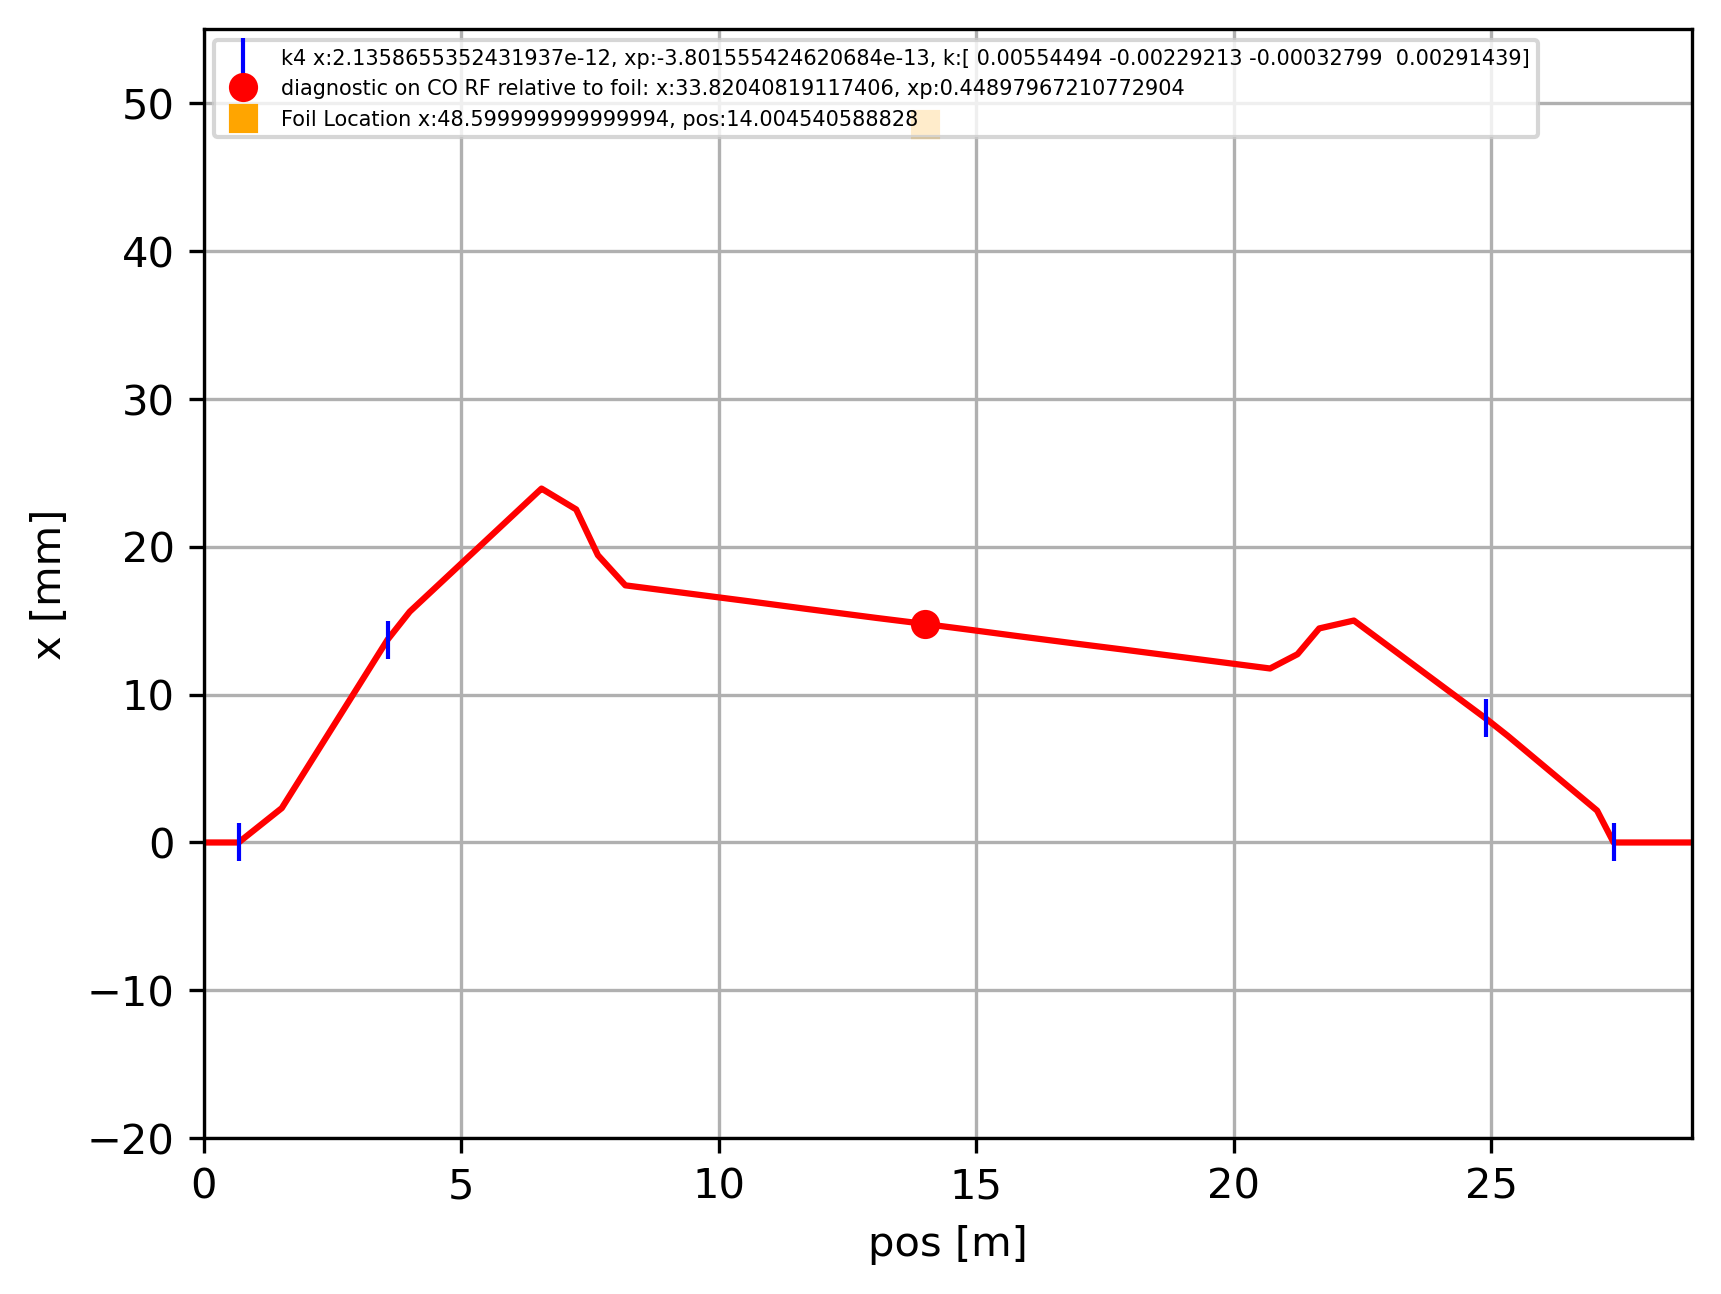 k4 x:2.1358655352431937e-12, xp:-3.801555424620684e-13, k:[ 0.00554494 -0.00229213 -0.00032799  0.00291439]
diagnostic on CO RF relative to foil: x:33.82040819117406, xp:0.44897967210772904
Foil Location x:48.599999999999994, pos:14.004540588828
50
40
30
20
10
0
−10
−20
x [mm]
0 5 10 15 20 25
pos [m]